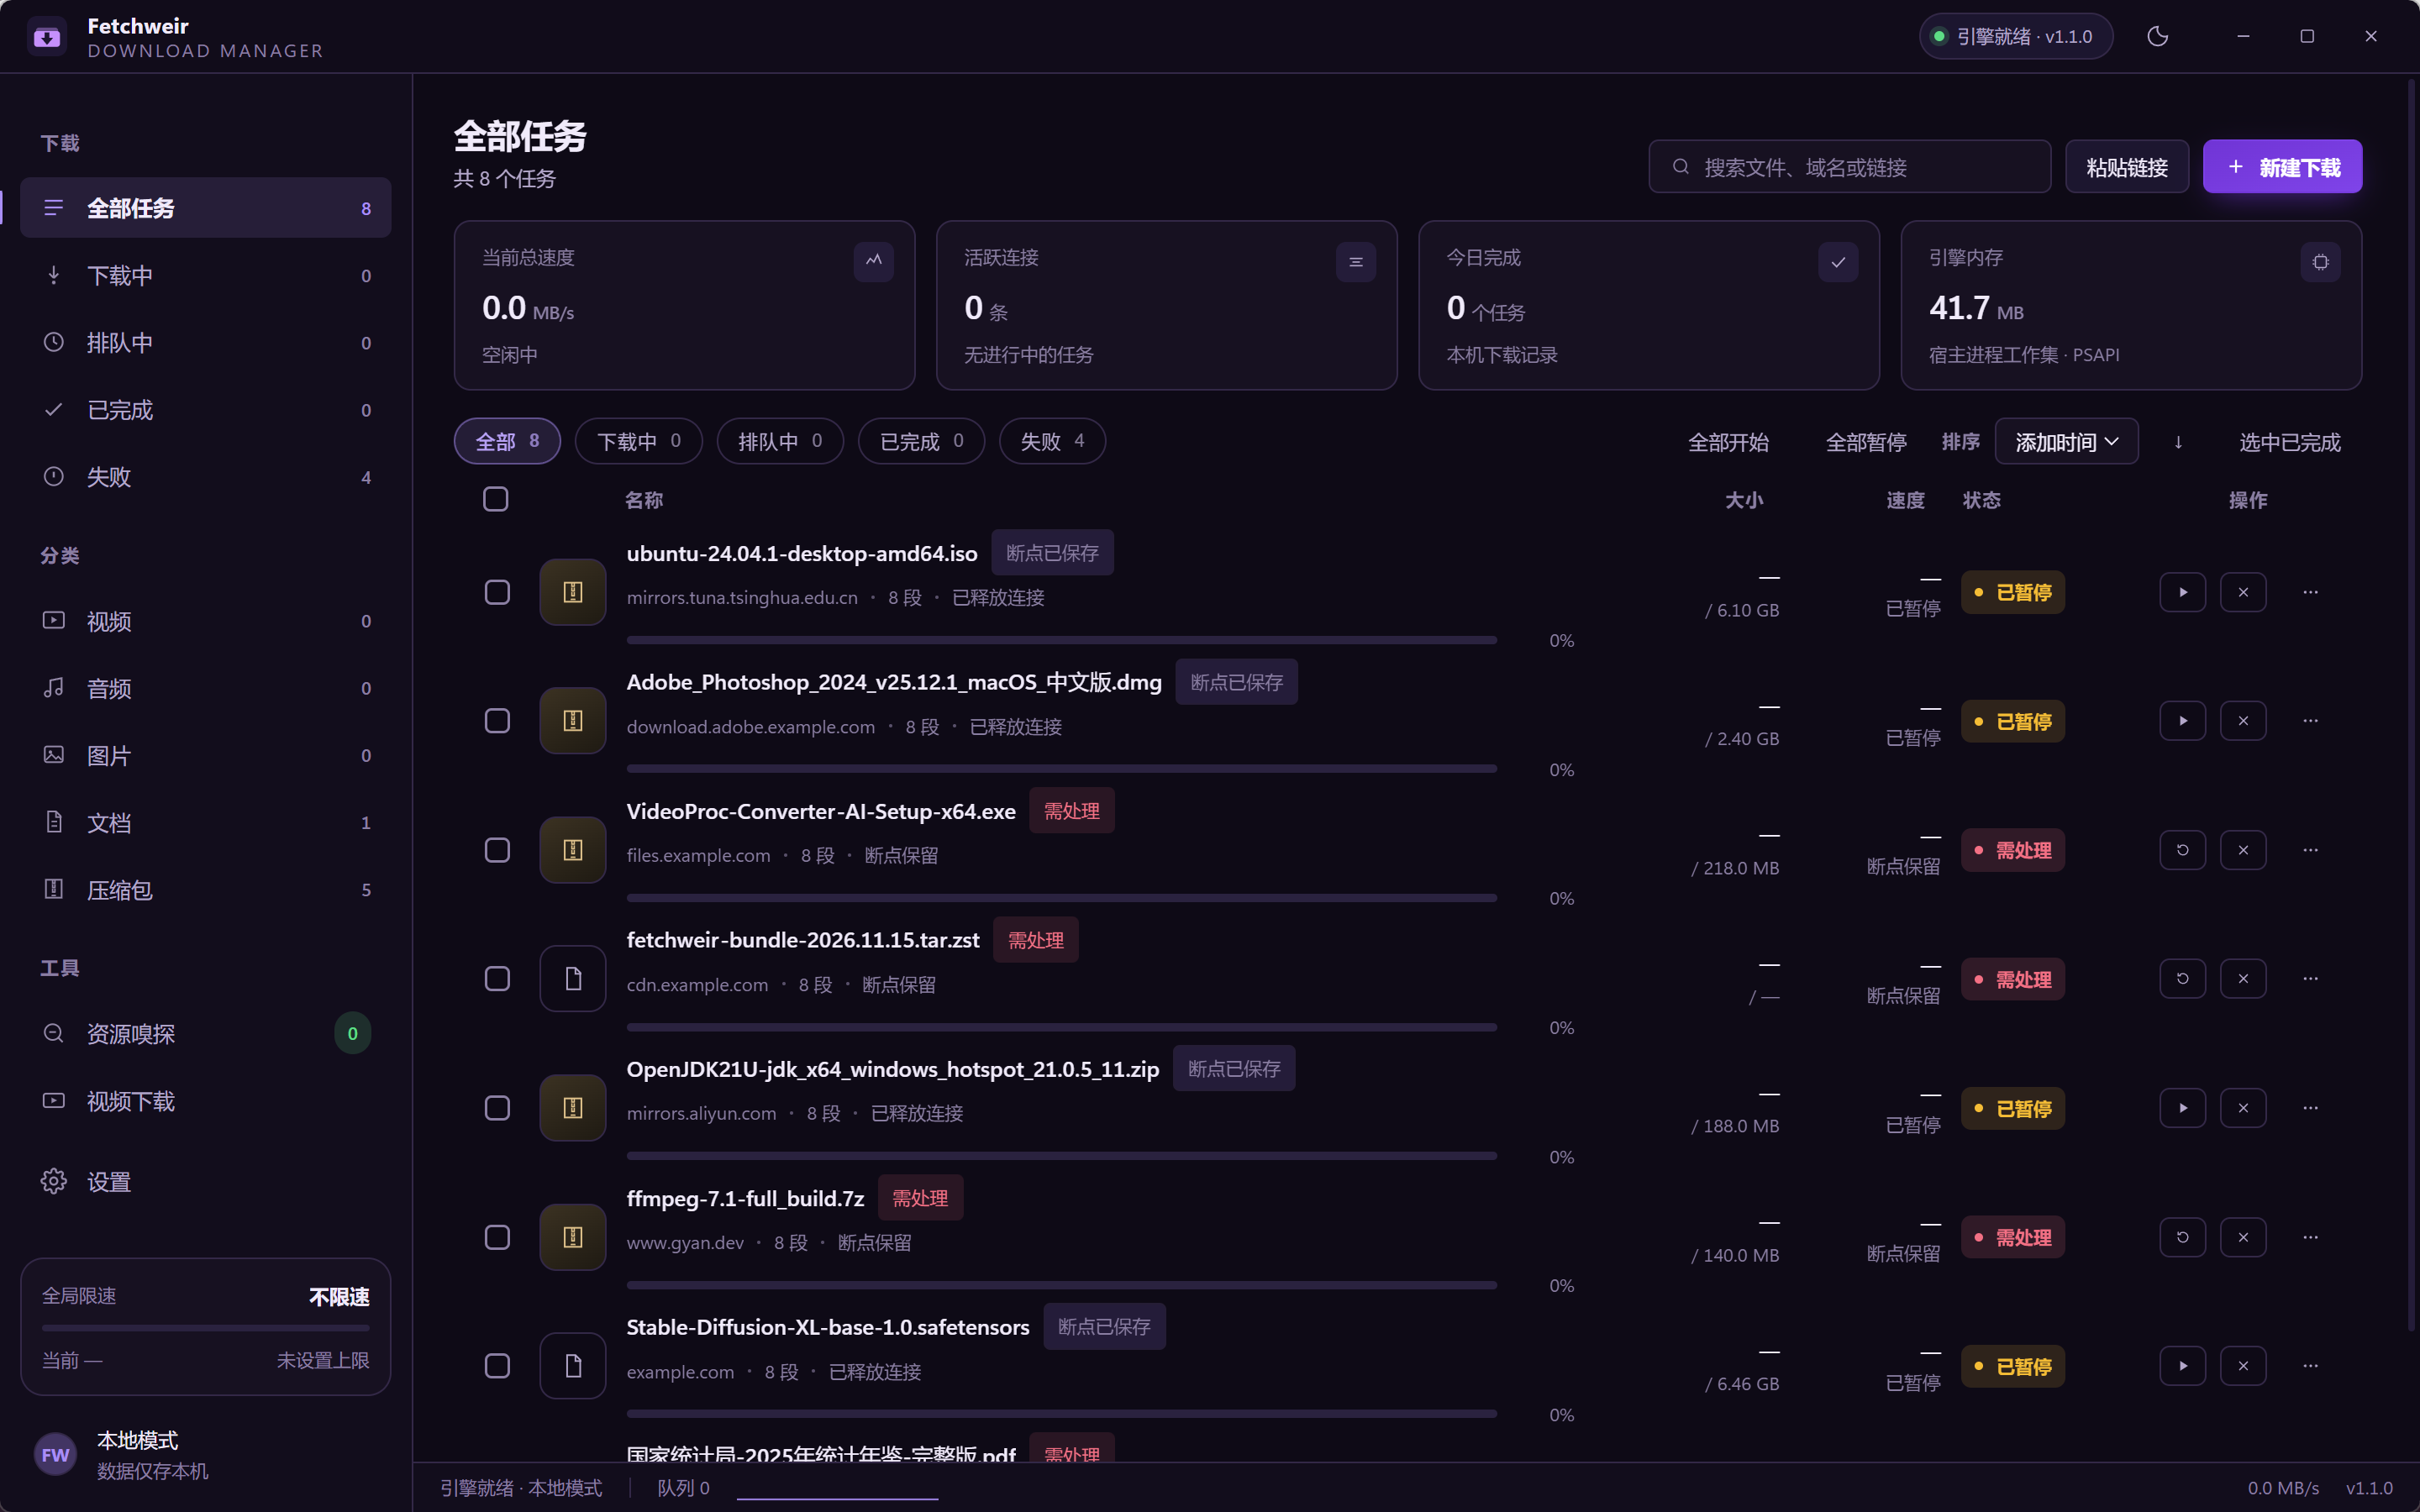 Fetchweir
DOWNLOAD MANAGER
引擎就绪 · v1.1.0
下载
全部任务 8
下载中 0
排队中 0
已完成 0
失败 4
分类
视频 0
音频 0
图片 0
文档 1
压缩包 5
工具
资源嗅探 0
视频下载
设置
全局限速 不限速
当前 — 未设置上限
FW
本地模式
数据仅存本机
全部任务
共 8 个任务
搜索文件、域名或链接
粘贴链接
+ 新建下载
当前总速度
0.0 MB/s
空闲中
活跃连接
0 条
无进行中的任务
今日完成
0 个任务
本机下载记录
引擎内存
41.7 MB
宿主进程工作集 · PSAPI
全部 8 下载中 0 排队中 0 已完成 0 失败 4
全部开始 全部暂停 排序 添加时间 ↓ 选中已完成
名称 大小 速度 状态 操作
ubuntu-24.04.1-desktop-amd64.iso 断点已保存
mirrors.tuna.tsinghua.edu.cn · 8 段 · 已释放连接
0%
—
/ 6.10 GB
—
已暂停
已暂停
Adobe_Photoshop_2024_v25.12.1_macOS_中文版.dmg 断点已保存
download.adobe.example.com · 8 段 · 已释放连接
0%
—
/ 2.40 GB
—
已暂停
已暂停
VideoProc-Converter-AI-Setup-x64.exe 需处理
files.example.com · 8 段 · 断点保留
0%
—
/ 218.0 MB
—
断点保留
需处理
fetchweir-bundle-2026.11.15.tar.zst 需处理
cdn.example.com · 8 段 · 断点保留
0%
—
/ —
—
断点保留
需处理
OpenJDK21U-jdk_x64_windows_hotspot_21.0.5_11.zip 断点已保存
mirrors.aliyun.com · 8 段 · 已释放连接
0%
—
/ 188.0 MB
—
已暂停
已暂停
ffmpeg-7.1-full_build.7z 需处理
www.gyan.dev · 8 段 · 断点保留
0%
—
/ 140.0 MB
—
断点保留
需处理
Stable-Diffusion-XL-base-1.0.safetensors 断点已保存
example.com · 8 段 · 已释放连接
0%
—
/ 6.46 GB
—
已暂停
已暂停
国家统计局-2025年统计年鉴-完整版.pdf 需处理
引擎就绪 · 本地模式 队列 0
0.0 MB/s v1.1.0